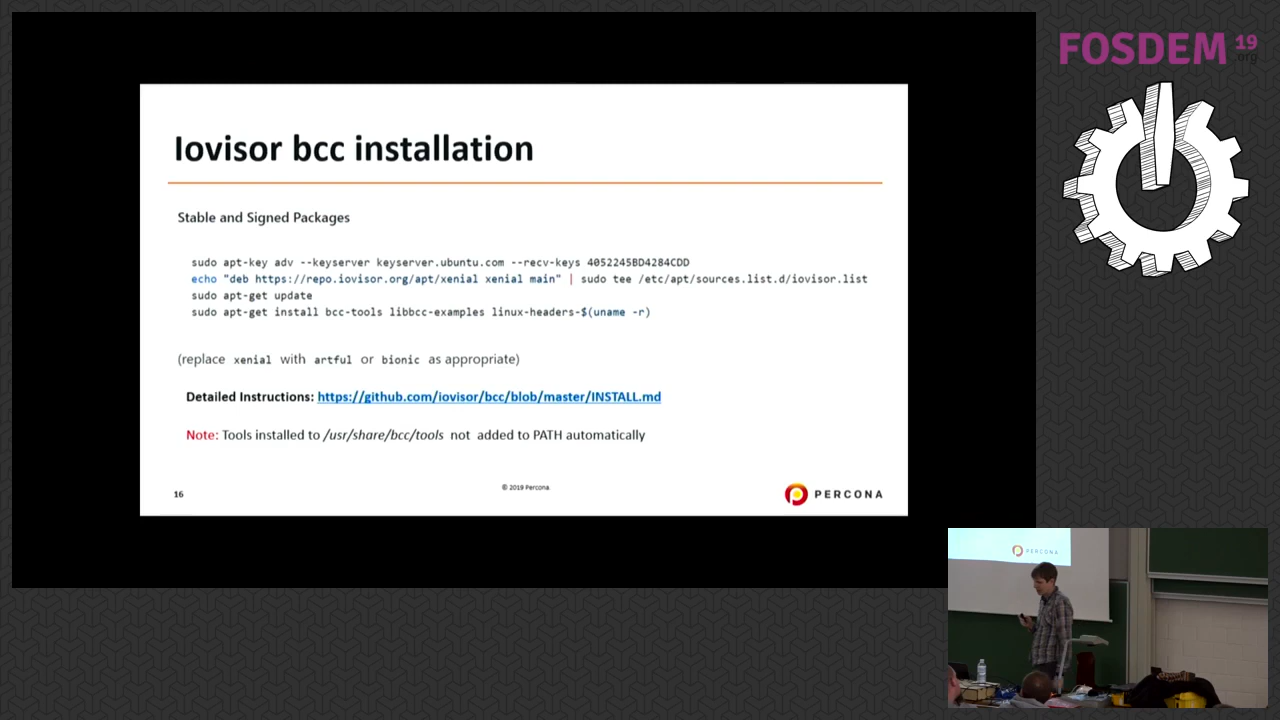 FOSDEM 19
.org
Iovisor bcc installation
Stable and Signed Packages
sudo apt-key adv --keyserver keyserver.ubuntu.com --recv-keys 4052245BD4284CDD
echo "deb https://repo.iovisor.org/apt/xenial xenial main" | sudo tee /etc/apt/sources.list.d/iovisor.list
sudo apt-get update
sudo apt-get install bcc-tools libbcc-examples linux-headers-$(uname -r)
(replace xenial with artful or bionic as appropriate)
Detailed Instructions: https://github.com/iovisor/bcc/blob/master/INSTALL.md
Note: Tools installed to /usr/share/bcc/tools not added to PATH automatically
16
© 2019 Percona
PERCONA
PERCONA